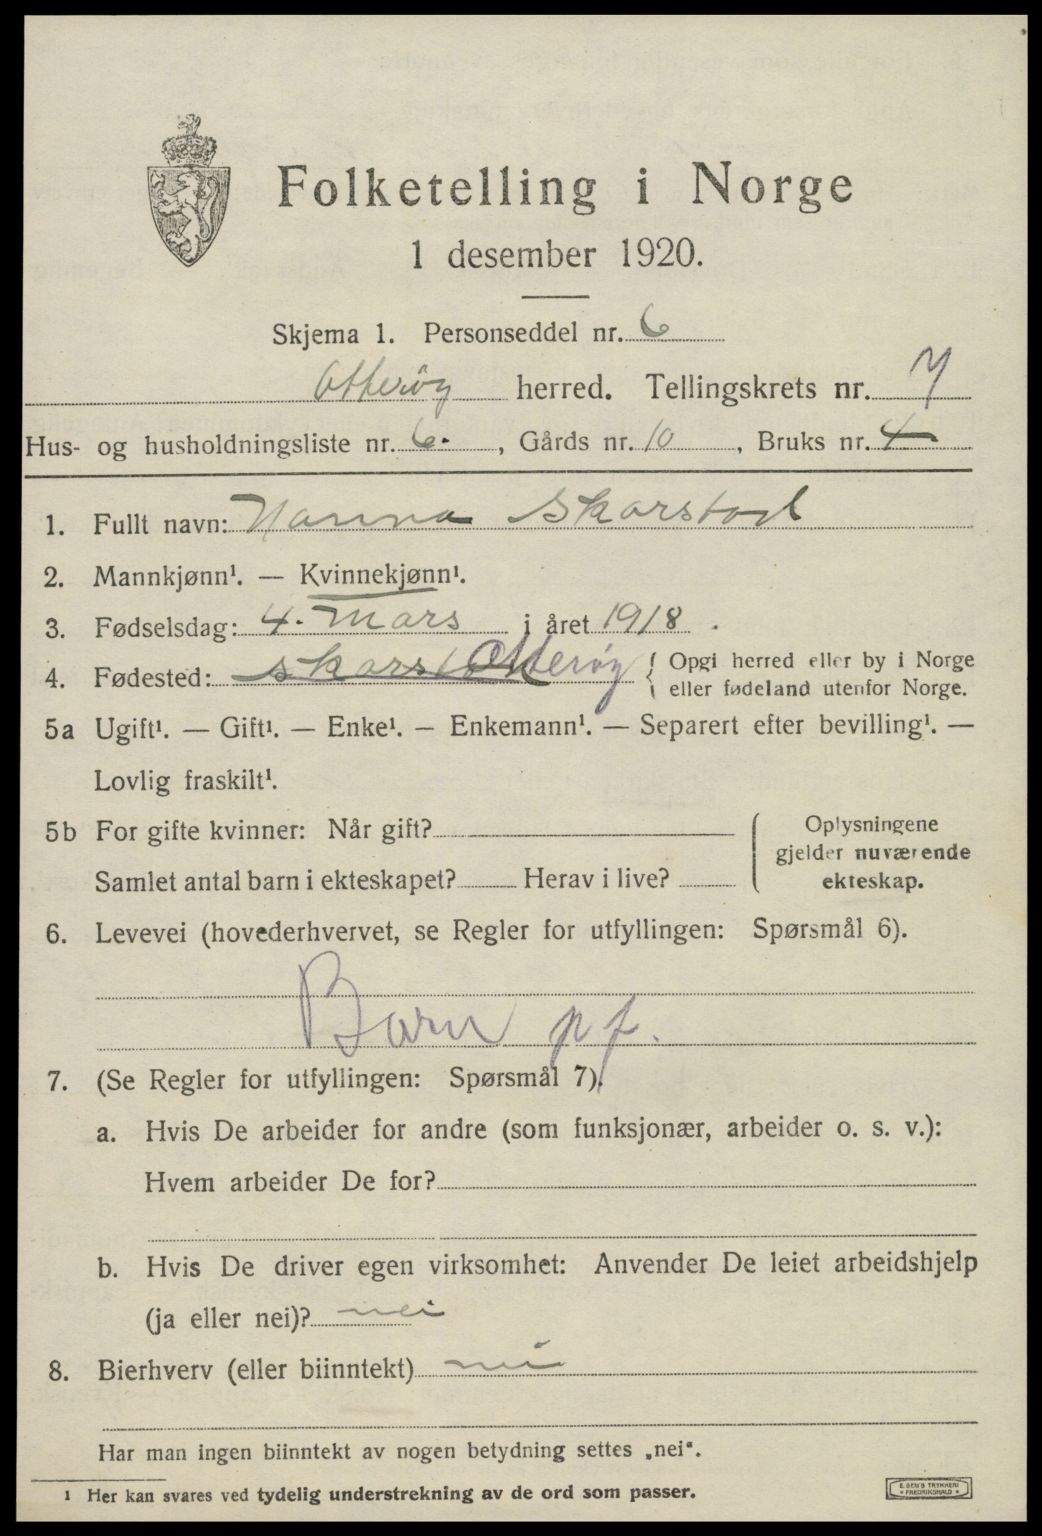 Folketelling i Norge
1 desember 1920.
Skjema 1. Personseddel nr. 6
Otterøy herred. Tellingskrets nr. 7
Hus- og husholdningsliste nr. 6. , Gårds nr. 10 , Bruks nr. 4
1. Fullt navn: Hanna Skarstad
2. Mannkjønn¹. — Kvinnekjønn¹.
3. Fødselsdag: 4. Mars i året 1918 .
4. Fødested: Otterøy { Opgi herred eller by i Norge
eller fødeland utenfor Norge.
5a Ugift¹. — Gift¹. — Enke¹. — Enkemann¹. — Separert efter bevilling¹. —
Lovlig fraskilt¹.
5b For gifte kvinner: Når gift?
Samlet antal barn i ekteskapet? Herav i live?
Oplysningene
gjelder nuværende
ekteskap.
6. Levevei (hovederhvervet, se Regler for utfyllingen: Spørsmål 6).
Barn p f.
7. (Se Regler for utfyllingen: Spørsmål 7).
a. Hvis De arbeider for andre (som funksjonær, arbeider o. s. v.):
Hvem arbeider De for?
b. Hvis De driver egen virksomhet: Anvender De leiet arbeidshjelp
(ja eller nei)? nei
8. Bierhverv (eller biinntekt) nei
Har man ingen biinntekt av nogen betydning settes „nei“.
¹ Her kan svares ved tydelig understrekning av de ord som passer.
E. SEM'S TRYKKERI
FREDRIKSHALD